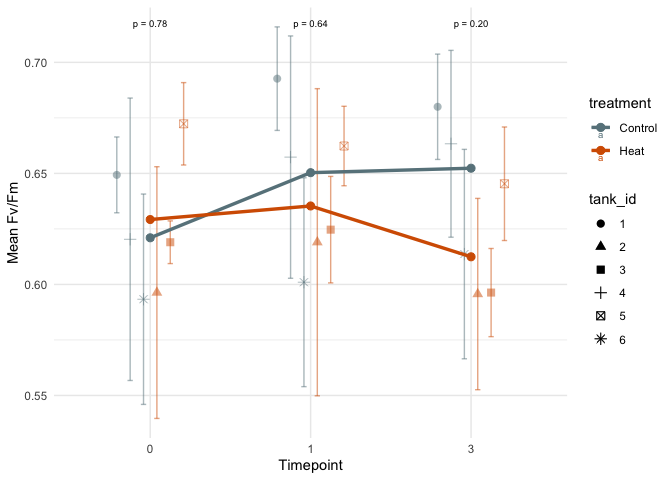 p = 0.78
p = 0.64
p = 0.20
0.70
0.65
0.60
0.55
Mean Fv/Fm
0
1
3
Timepoint
treatment
a
Control
a
Heat
tank_id
1
2
3
4
5
6